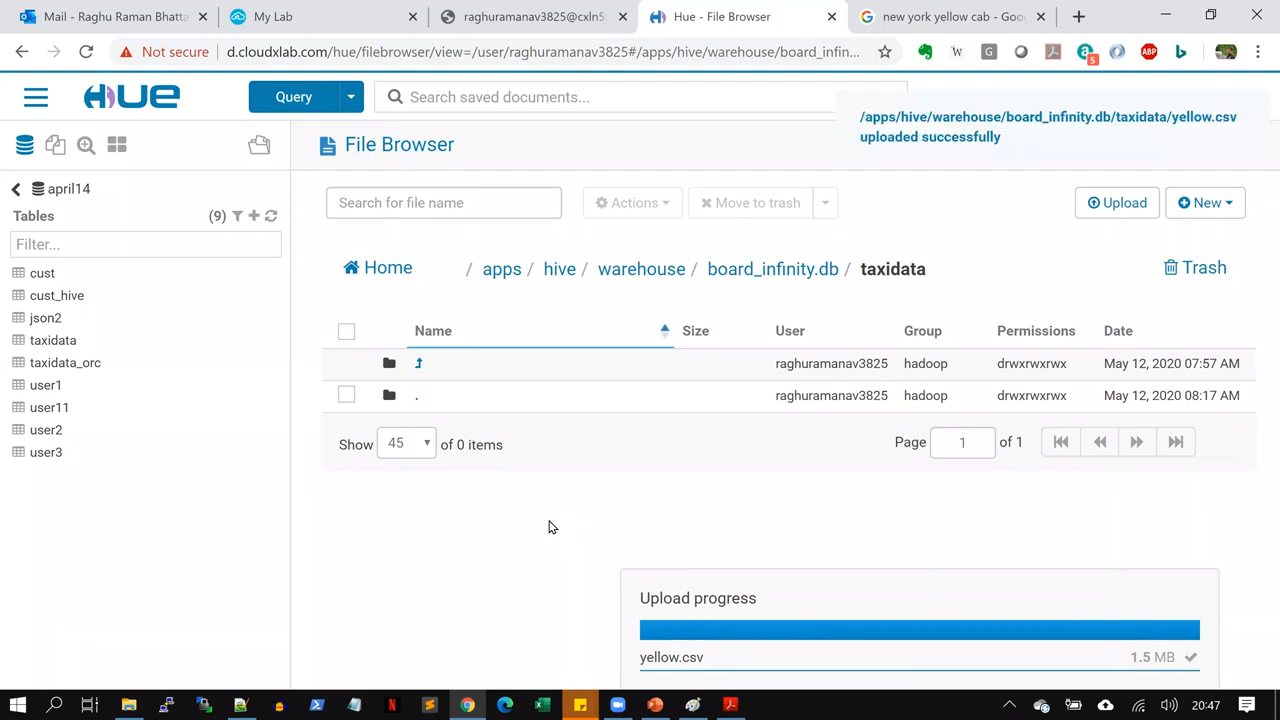 Mail - Raghu Raman Bhatta
My Lab
raghuramanav3825@cxln5
Hue - File Browser
new york yellow cab - Goo
Not secure
d.cloudxlab.com/hue/filebrowser/view=/user/raghuramanav3825#/apps/hive/warehouse/board_infin...
5
ABP
HUE
Query
Search saved documents...
/apps/hive/warehouse/board_infinity.db/taxidata/yellow.csv
uploaded successfully
File Browser
april14
Tables
(9)
Filter...
cust
cust_hive
json2
taxidata
taxidata_orc
user1
user11
user2
user3
Search for file name
Actions
Move to trash
Upload
New
Home / apps / hive / warehouse / board_infinity.db / taxidata
Trash
Name Size User Group Permissions Date
raghuramanav3825 hadoop drwxrwxrwx May 12, 2020 07:57 AM
. raghuramanav3825 hadoop drwxrwxrwx May 12, 2020 08:17 AM
Show 45 of 0 items
Page 1 of 1
Upload progress
yellow.csv 1.5 MB
20:47